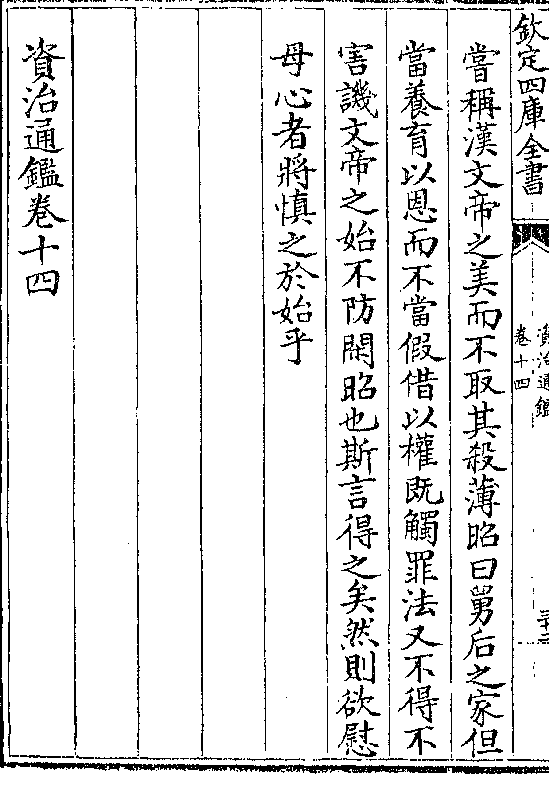 欽定四庫全書
資治通鑑
卷十四
嘗稱漢文帝之美而不取其殺薄昭曰舅后之家但
當養育以恩而不當假借以權既觸罪法又不得不
害譏文帝之始不防閑昭也斯言得之矣然則欲慰
母心者將慎之於始乎
資治通鑑卷十四